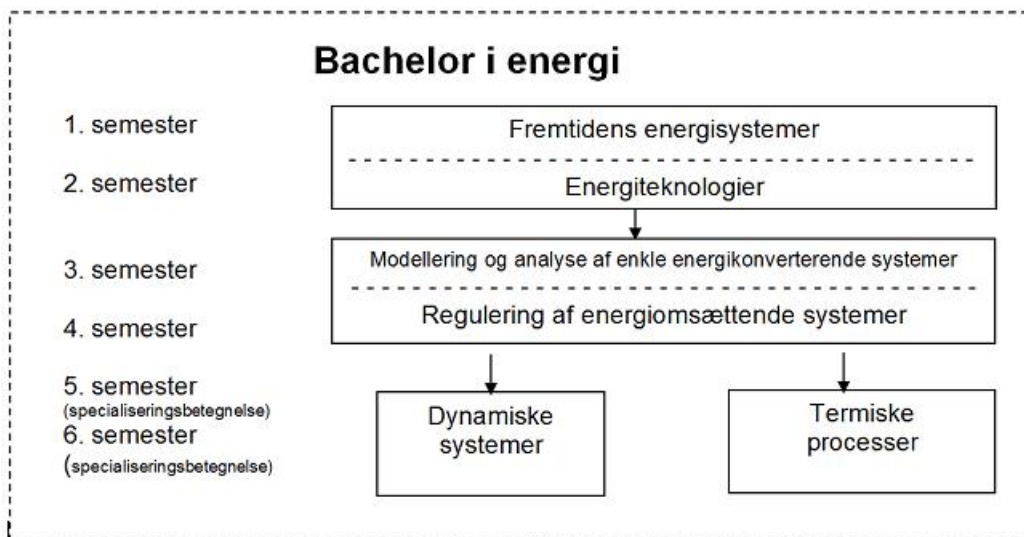 Bachelor i energi
1. semester
Fremtidens energisystemer
2. semester
Energiteknologier
3. semester
Modellering og analyse af enkle energikonverterende systemer
4. semester
Regulering af energiomsættende systemer
5. semester
(specialiseringsbetegnelse)
6. semester
(specialiseringsbetegnelse)
Dynamiske
systemer
Termiske
processer